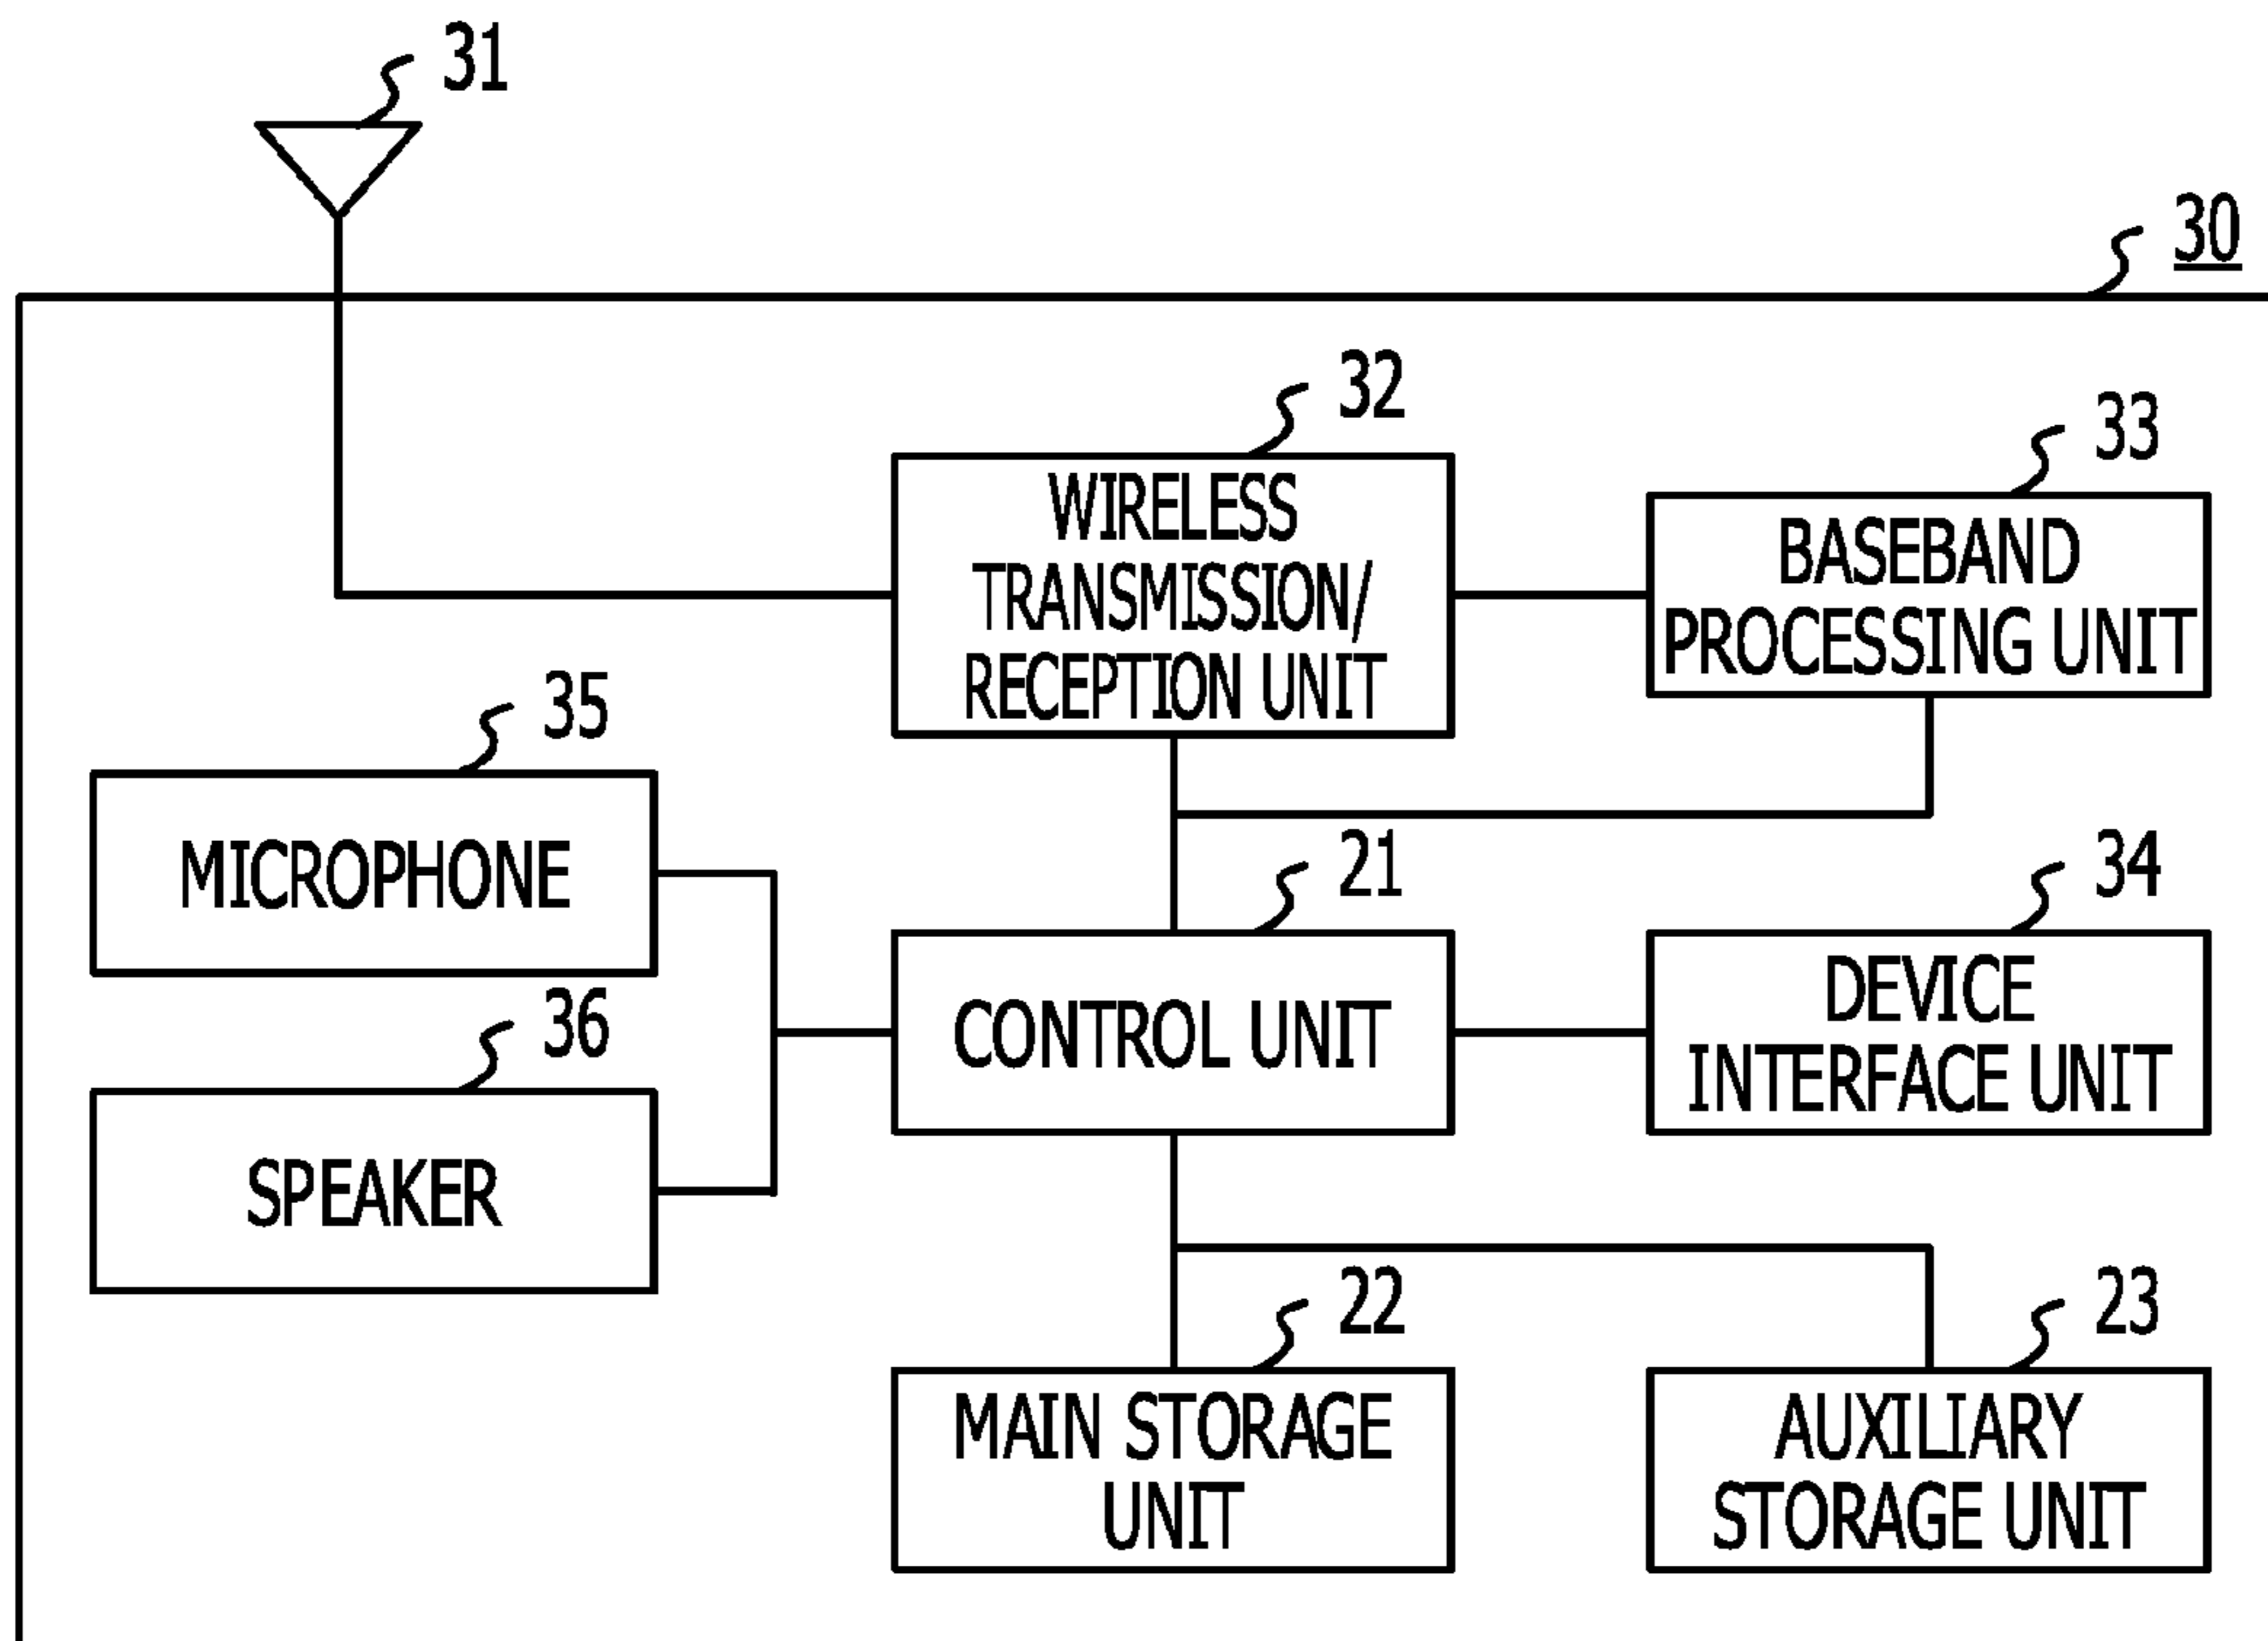 31
30
32
WIRELESS
TRANSMISSION/
RECEPTION UNIT
33
BASEBAND
PROCESSING UNIT
35
MICROPHONE
21
CONTROL UNIT
34
DEVICE
INTERFACE UNIT
36
SPEAKER
22
MAIN STORAGE
UNIT
23
AUXILIARY
STORAGE UNIT